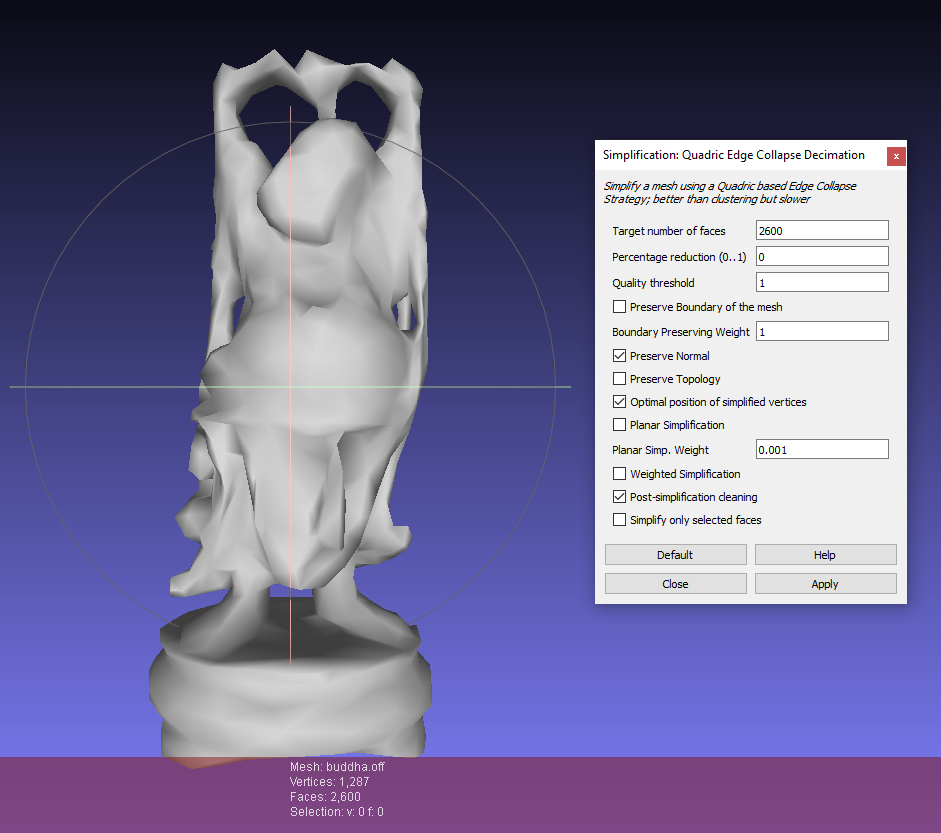 Simplification: Quadric Edge Collapse Decimation
x
Simplify a mesh using a Quadric based Edge Collapse
Strategy; better than clustering but slower
Target number of faces 2600
Percentage reduction (0..1) 0
Quality threshold 1
Preserve Boundary of the mesh
Boundary Preserving Weight 1
Preserve Normal
Preserve Topology
Optimal position of simplified vertices
Planar Simplification
Planar Simp. Weight 0.001
Weighted Simplification
Post-simplification cleaning
Simplify only selected faces
Default Help
Close Apply
Mesh: buddha.off
Vertices: 1,287
Faces: 2,600
Selection: v: 0 f: 0